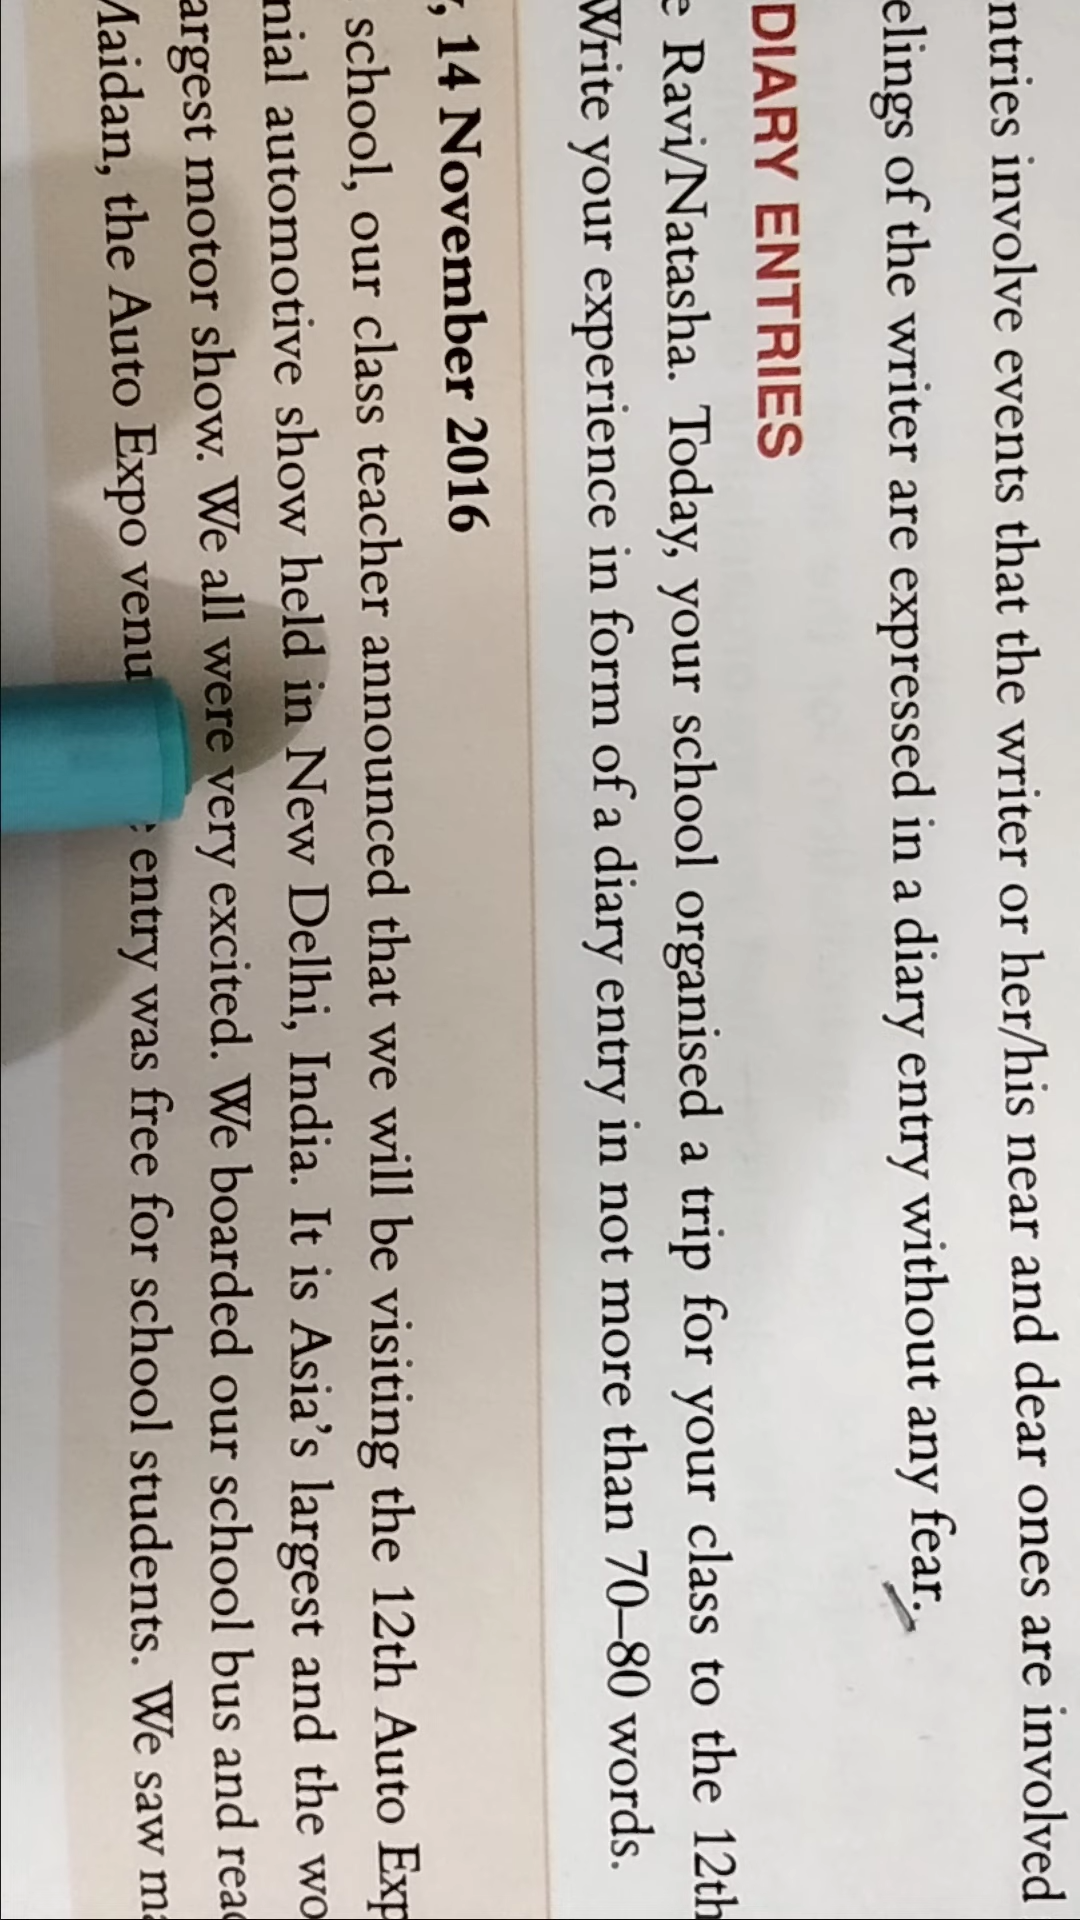 ntries involve events that the writer or her/his near and dear ones are involved
elings of the writer are expressed in a diary entry without any fear.
DIARY ENTRIES
e Ravi/Natasha. Today, your school organised a trip for your class to the 12th
Write your experience in form of a diary entry in not more than 70–80 words.
, 14 November 2016
school, our class teacher announced that we will be visiting the 12th Auto Exp
nial automotive show held in New Delhi, India. It is Asia's largest and the wo
argest motor show. We all were very excited. We boarded our school bus and rea
Maidan, the Auto Expo venu entry was free for school students. We saw ma